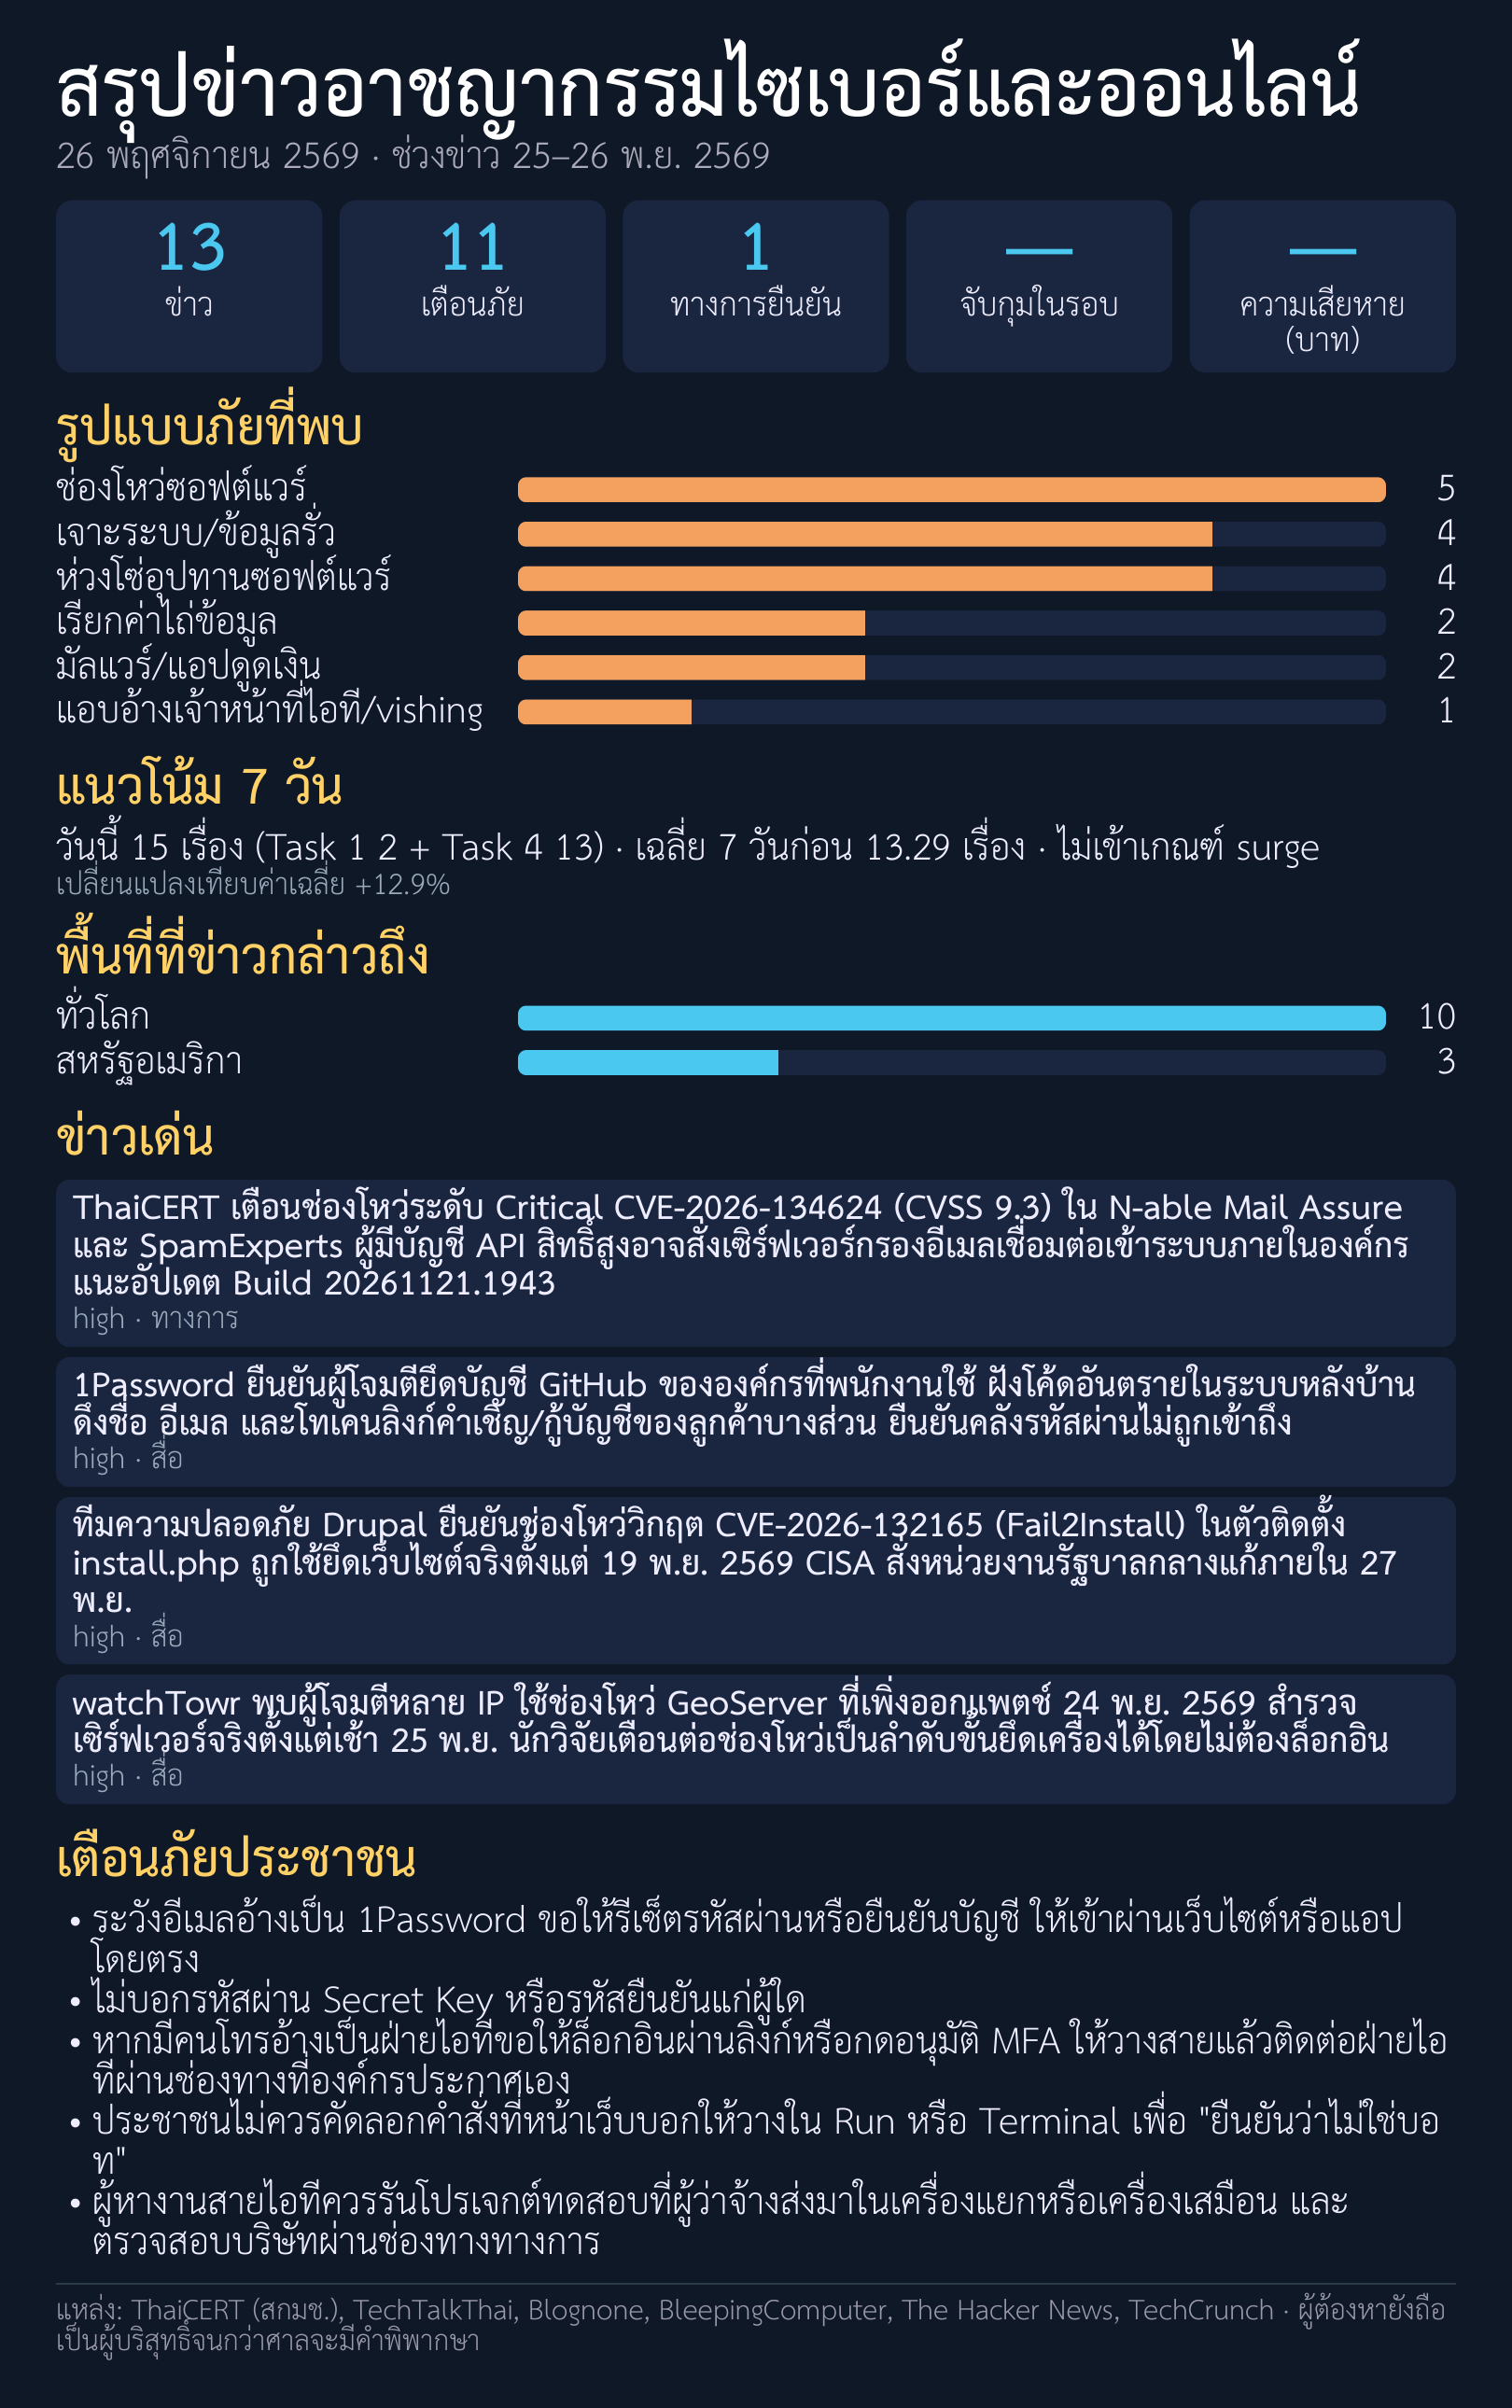 สรุปข่าวอาชญากรรมไซเบอร์และออนไลน์
26 พฤศจิกายน 2569 · ช่วงข่าว 25–26 พ.ย. 2569
13
ข่าว
11
เตือนภัย
1
ทางการยืนยัน
—
จับกุมในรอบ
—
ความเสียหาย
(บาท)
รูปแบบภัยที่พบ
ช่องโหว่ซอฟต์แวร์ 5
เจาะระบบ/ข้อมูลรั่ว 4
ห่วงโซ่อุปทานซอฟต์แวร์ 4
เรียกค่าไถ่ข้อมูล 2
มัลแวร์/แอปดูดเงิน 2
แอบอ้างเจ้าหน้าที่ไอที/vishing 1
แนวโน้ม 7 วัน
วันนี้ 15 เรื่อง (Task 1 2 + Task 4 13) · เฉลี่ย 7 วันก่อน 13.29 เรื่อง · ไม่เข้าเกณฑ์ surge
เปลี่ยนแปลงเทียบค่าเฉลี่ย +12.9%
พื้นที่ที่ข่าวกล่าวถึง
ทั่วโลก 10
สหรัฐอเมริกา 3
ข่าวเด่น
ThaiCERT เตือนช่องโหว่ระดับ Critical CVE-2026-134624 (CVSS 9.3) ใน N-able Mail Assure
และ SpamExperts ผู้มีบัญชี API สิทธิ์สูงอาจสั่งเซิร์ฟเวอร์กรองอีเมลเชื่อมต่อเข้าระบบภายในองค์กร
แนะอัปเดต Build 20261121.1943
high · ทางการ
1Password ยืนยันผู้โจมตียึดบัญชี GitHub ขององค์กรที่พนักงานใช้ ฝังโค้ดอันตรายในระบบหลังบ้าน
ดึงชื่อ อีเมล และโทเคนลิงก์คำเชิญ/กู้บัญชีของลูกค้าบางส่วน ยืนยันคลังรหัสผ่านไม่ถูกเข้าถึง
high · สื่อ
ทีมความปลอดภัย Drupal ยืนยันช่องโหว่วิกฤต CVE-2026-132165 (Fail2Install) ในตัวติดตั้ง
install.php ถูกใช้ยึดเว็บไซต์จริงตั้งแต่ 19 พ.ย. 2569 CISA สั่งหน่วยงานรัฐบาลกลางแก้ภายใน 27
พ.ย.
high · สื่อ
watchTowr พบผู้โจมตีหลาย IP ใช้ช่องโหว่ GeoServer ที่เพิ่งออกแพตช์ 24 พ.ย. 2569 สำรวจ
เซิร์ฟเวอร์จริงตั้งแต่เช้า 25 พ.ย. นักวิจัยเตือนต่อช่องโหว่เป็นลำดับขั้นยึดเครื่องได้โดยไม่ต้องล็อกอิน
high · สื่อ
เตือนภัยประชาชน
• ระวังอีเมลอ้างเป็น 1Password ขอให้รีเซ็ตรหัสผ่านหรือยืนยันบัญชี ให้เข้าผ่านเว็บไซต์หรือแอป
โดยตรง
• ไม่บอกรหัสผ่าน Secret Key หรือรหัสยืนยันแก่ผู้ใด
• หากมีคนโทรอ้างเป็นฝ่ายไอทีขอให้ล็อกอินผ่านลิงก์หรือกดอนุมัติ MFA ให้วางสายแล้วติดต่อฝ่ายไอ
ทีผ่านช่องทางที่องค์กรประกาศเอง
• ประชาชนไม่ควรคัดลอกคำสั่งที่หน้าเว็บบอกให้วางใน Run หรือ Terminal เพื่อ "ยืนยันว่าไม่ใช่บอ
ท"
• ผู้หางานสายไอทีควรรันโปรเจกต์ทดสอบที่ผู้ว่าจ้างส่งมาในเครื่องแยกหรือเครื่องเสมือน และ
ตรวจสอบบริษัทผ่านช่องทางทางการ
แหล่ง: ThaiCERT (สกมช.), TechTalkThai, Blognone, BleepingComputer, The Hacker News, TechCrunch · ผู้ต้องหายังถือ
เป็นผู้บริสุทธิ์จนกว่าศาลจะมีคำพิพากษา